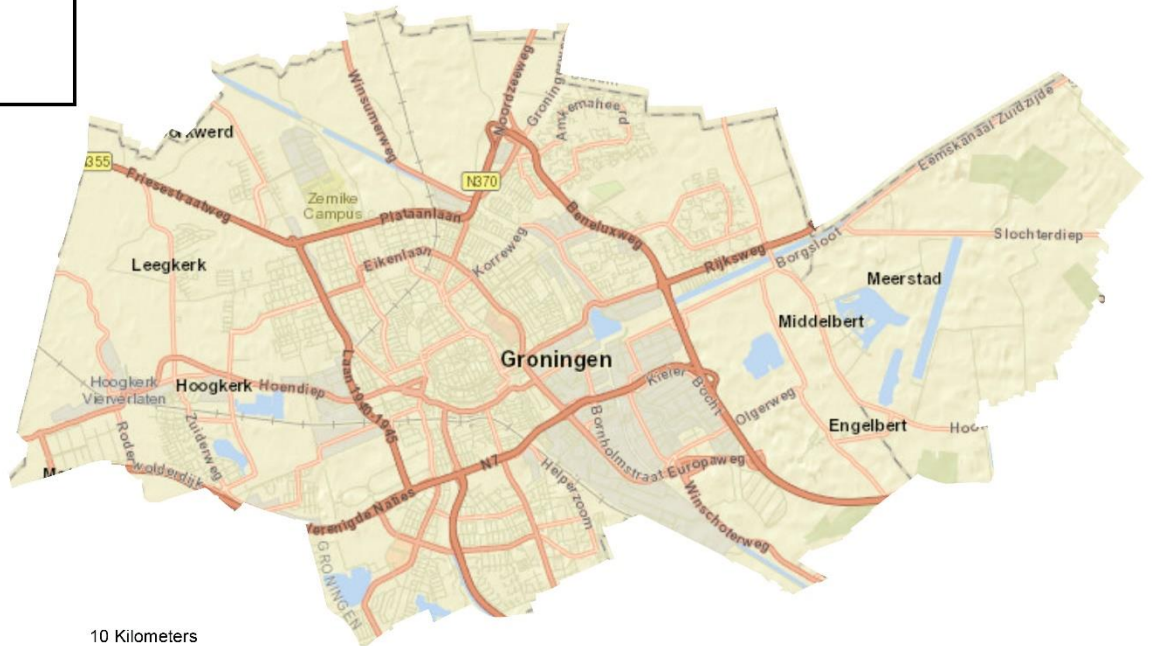 Winsumerweg
Noordzeeweg
Groningerweg
Amkemaheerd
Eemskanaal Zuidzijde
N355
Friesestraatweg
Zernike
Campus
N370
Plataanlaan
Beneluxweg
Korreweg
Eikenlaan
Rijksweg
Borgsloot
Slochterdiep
Leegkerk
Meerstad
Middelbert
Groningen
Hoogkerk
Vierverlaten
Hoogkerk
Hoendiep
Laan 1940-1945
Kieler Bocht
Olgerweg
Engelbert
Roderwolderdijk
Zuiderweg
Bornholmstraat
Europaweg
N7
Helperzoom
Winschoterweg
Verenigde Naties
GRONINGEN
10 Kilometers